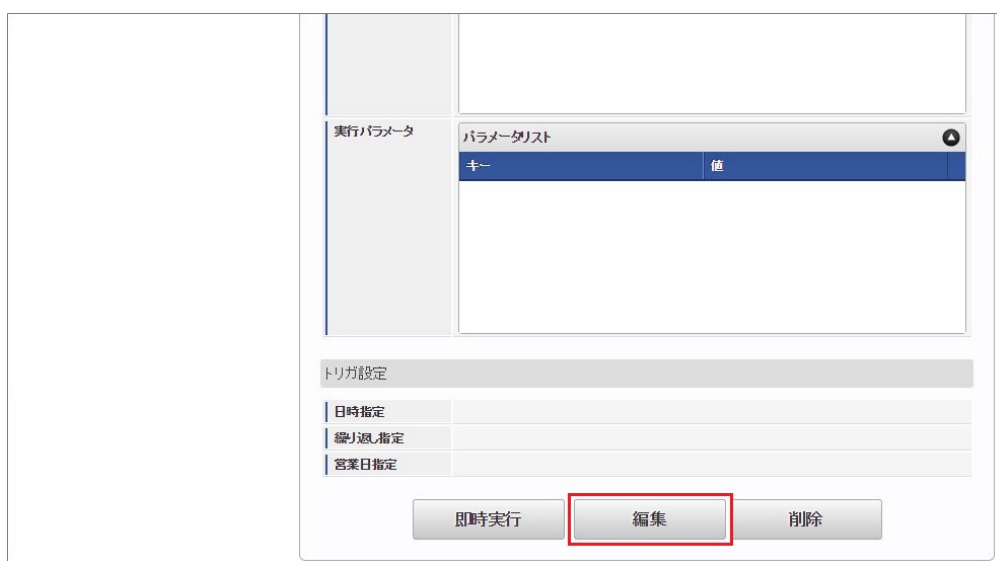 実行パラメータ
パラメータリスト
キー 値
トリガ設定
日時指定
繰り返し指定
営業日指定
即時実行 編集 削除